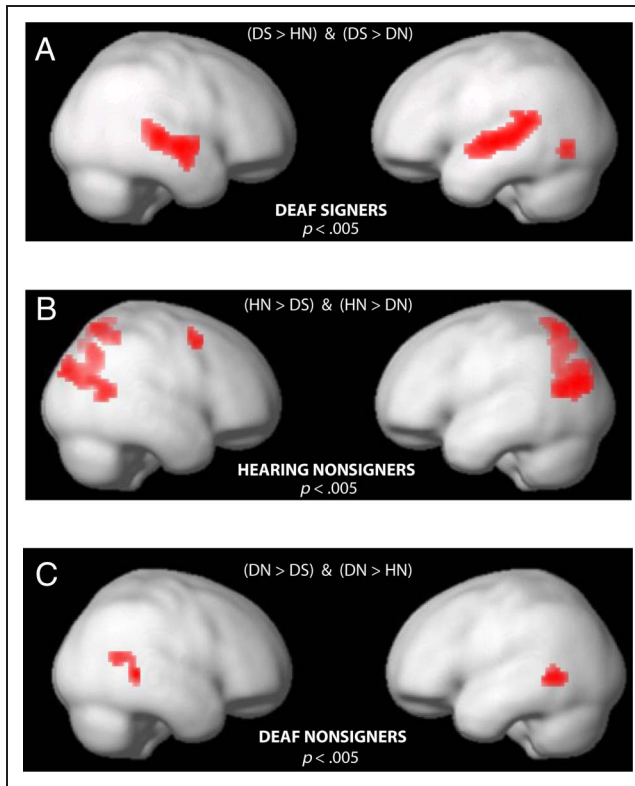 A
(DS > HN) & (DS > DN)
DEAF SIGNERS
p < .005
B
(HN > DS) & (HN > DN)
HEARING NONSIGNERS
p < .005
C
(DN > DS) & (DN > HN)
DEAF NONSIGNERS
p < .005